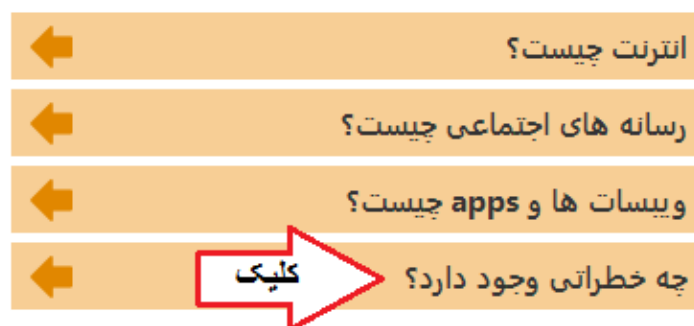 انترنت چیست؟
رسانه های اجتماعی چیست؟
ویبسات ها و apps چیست؟
چه خطراتی وجود دارد؟
کلیک